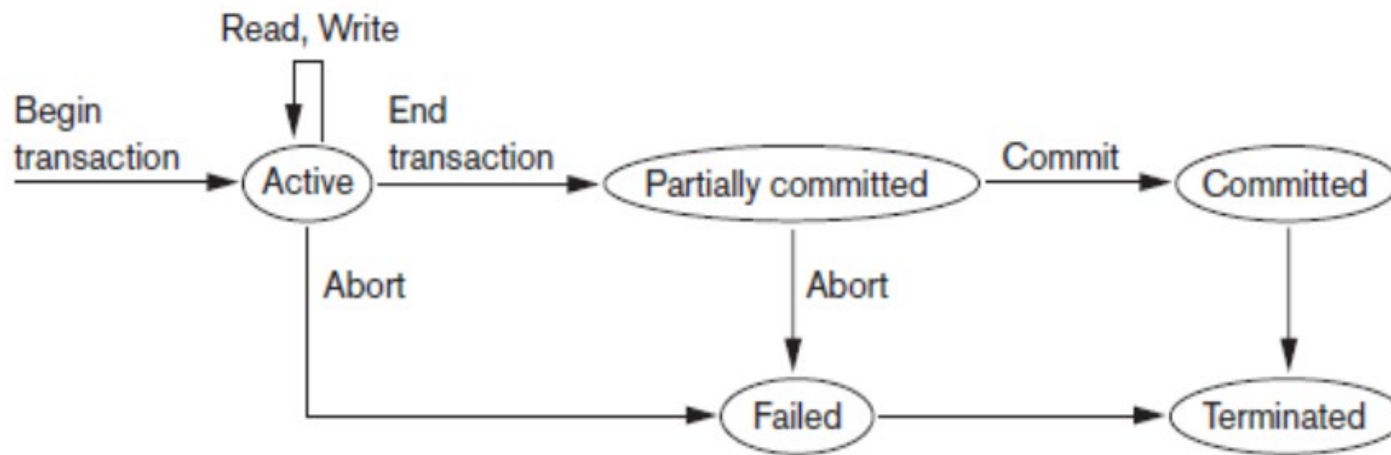 Read, Write
Begin
transaction
End
transaction
Active
Partially committed
Commit
Committed
Abort
Abort
Failed
Terminated